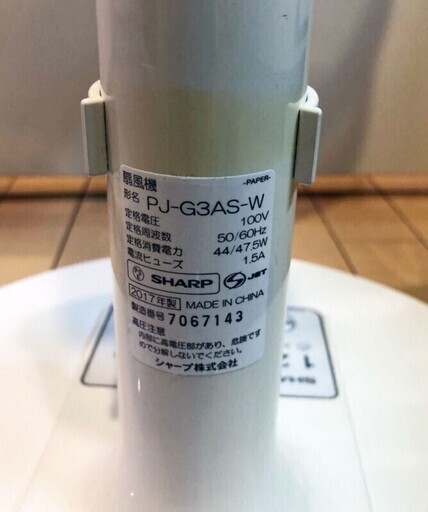 扇風機 -PAPER-
形名 PJ-G3AS-W
定格電圧 100V
定格周波数 50/60Hz
定格消費電力 44/47.5W
電流ヒューズ 1.5A
SHARP JET
2017年製 MADE IN CHINA
製造番号 7067143
高圧注意
内部に高電圧部があり、危険です
ので分解しないでください。
シャープ株式会社